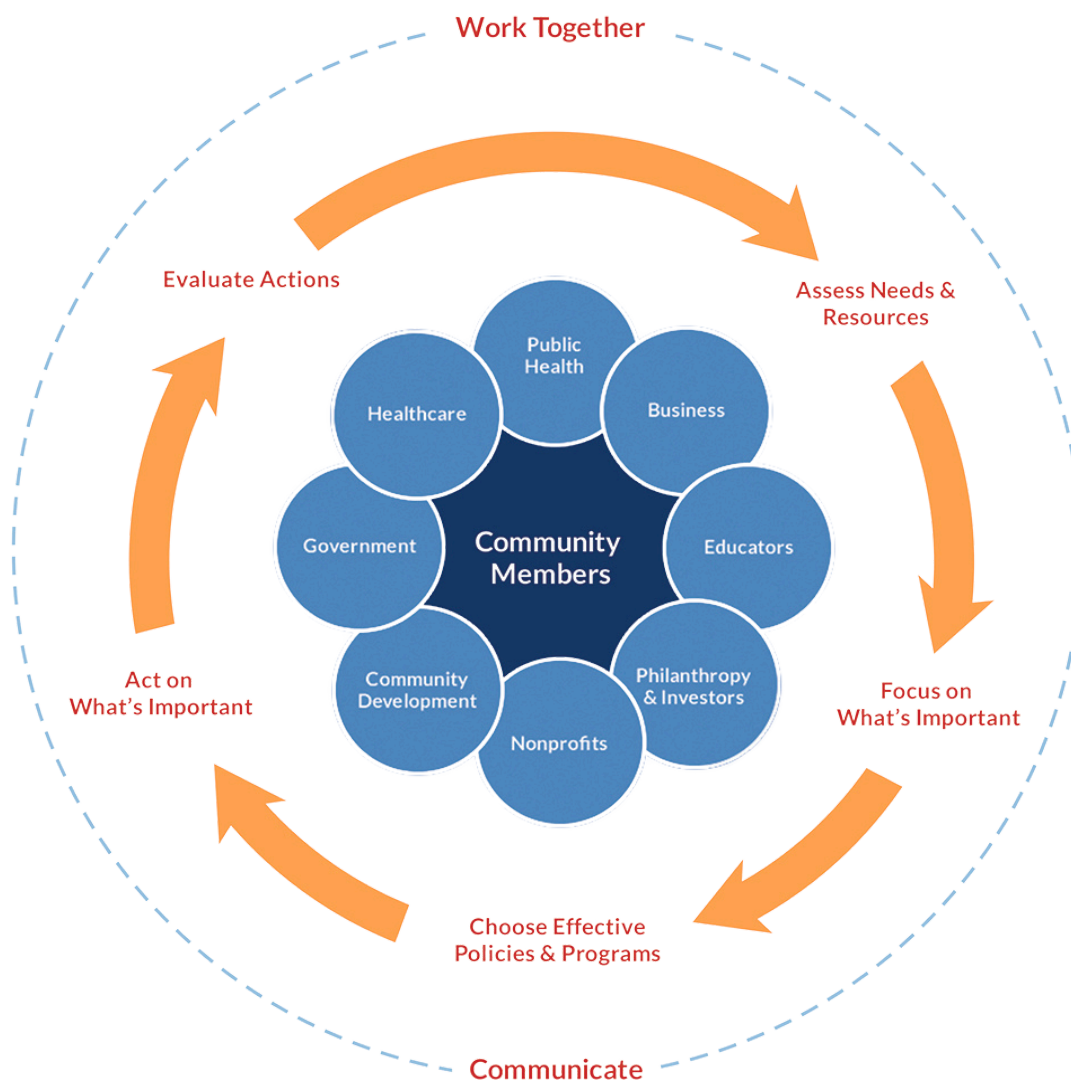 Work Together
Evaluate Actions
Assess Needs &
Resources
Public
Health
Healthcare
Business
Government
Community
Members
Educators
Community
Development
Philanthropy
& Investors
Nonprofits
Act on
What’s Important
Focus on
What’s Important
Choose Effective
Policies & Programs
Communicate